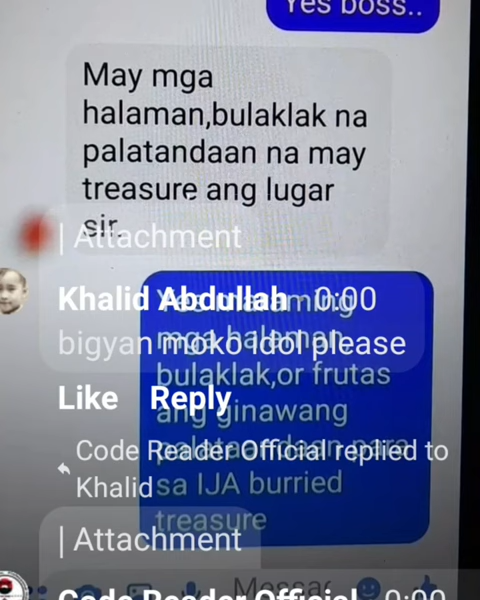 Yes boss..
May mga
halaman,bulaklak na
palatandaan na may
treasure ang lugar
sir.
| Attachment
Khalid Abdullah 0:00
bigyan moko idol please
mga halaman,
bulaklak,or frutas
Like Reply
ang ginawang
Code Reader Official replied to
Khalid
sa IJA burried
treasure
| Attachment
Code Reader Official 0:00